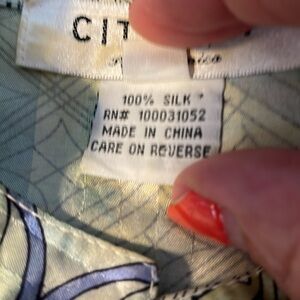 CIT
100% SILK
RN# 100031052
MADE IN CHINA
CARE ON REVERSE